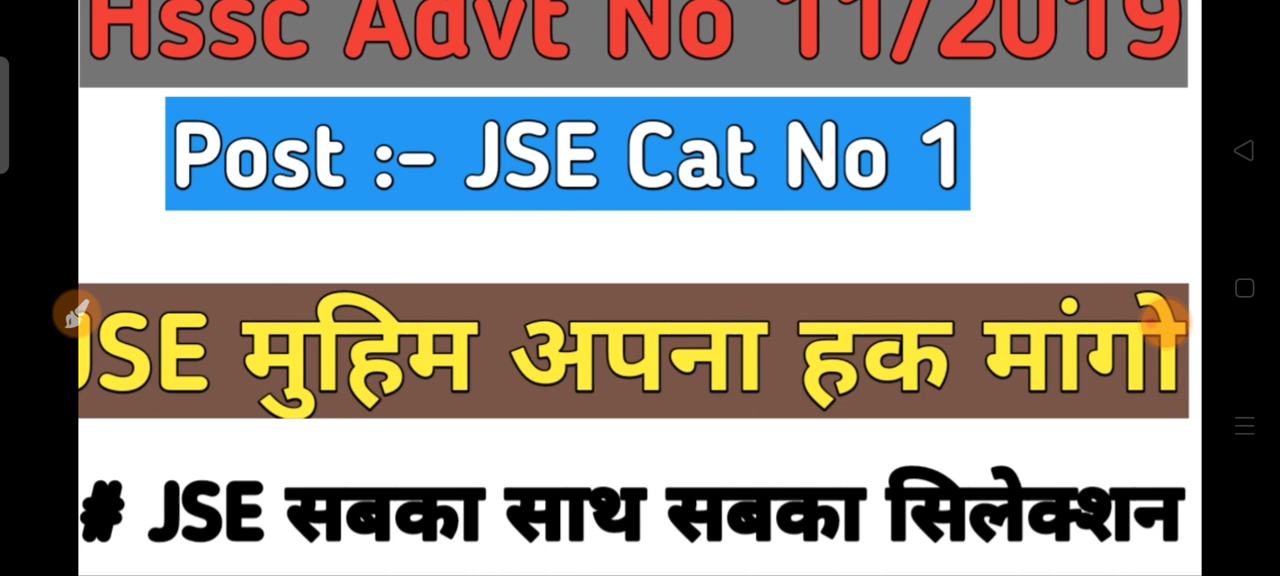 Hssc Advt No 11/2019
Post :- JSE Cat No 1
JSE मुहिम अपना हक मांगो
# JSE सबका साथ सबका सिलेक्शन